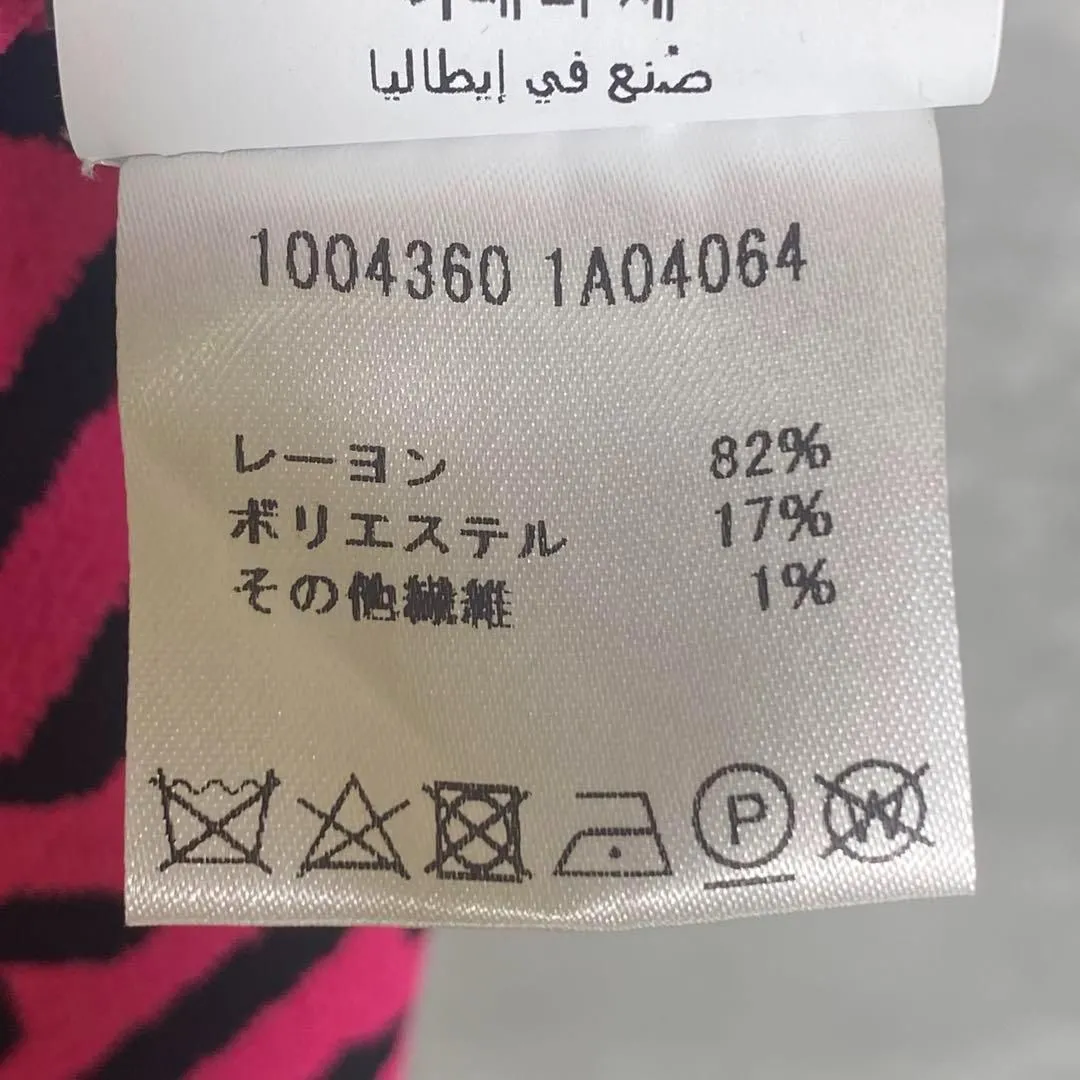 صنع في إيطاليا
1004360 1A04064
レーヨン 82%
ポリエステル 17%
その他繊維 1%
P
W